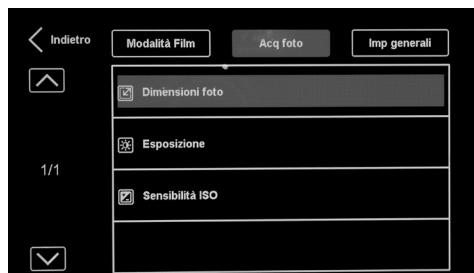 Indietro
Modalità Film
Acq foto
Imp generali
Dimensioni foto
Esposizione
1/1
Sensibilità ISO